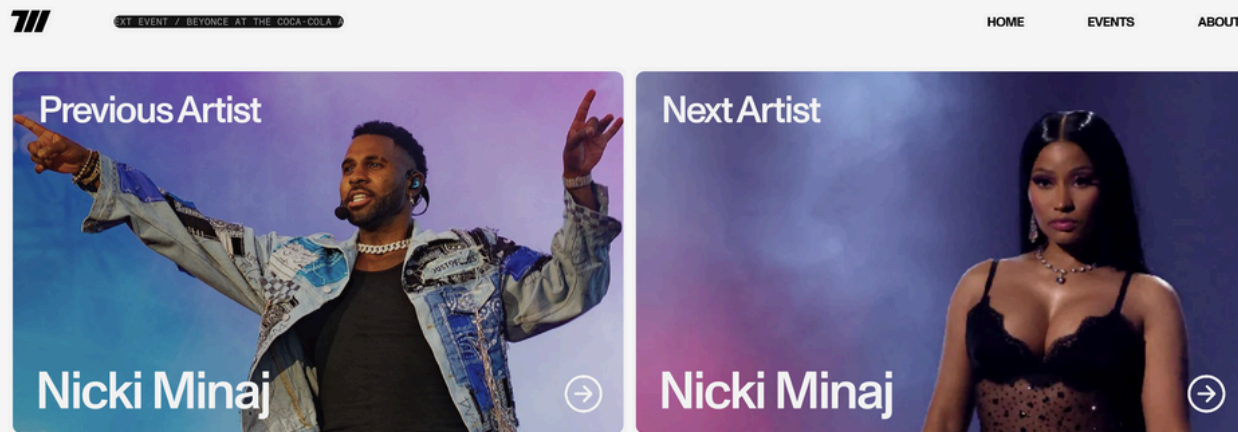 EXT EVENT / BEYONCE AT THE COCA-COLA
HOME
EVENTS
ABOUT
Previous Artist
Next Artist
Nicki Minaj
Nicki Minaj